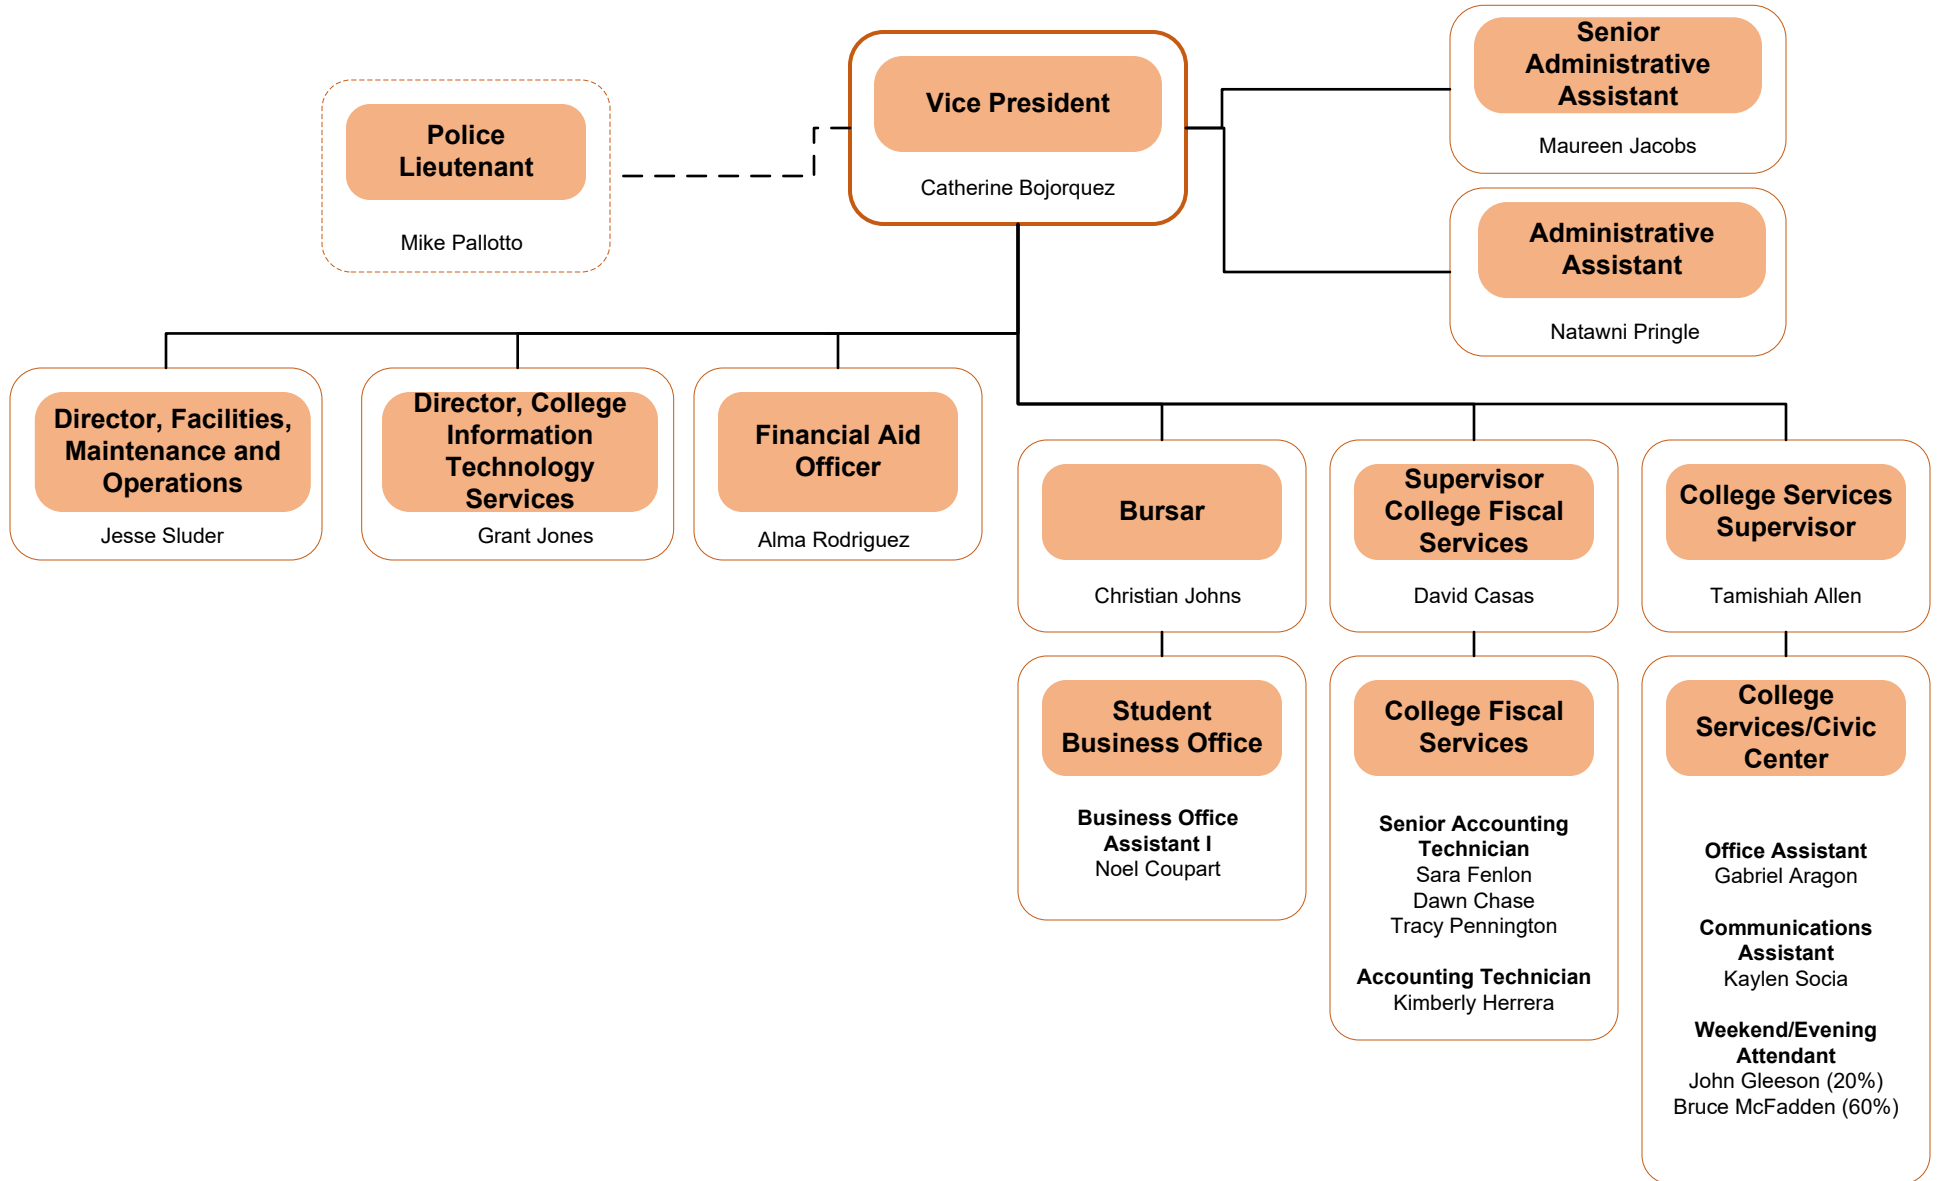 Senior
Administrative
Assistant
Maureen Jacobs
Vice President
Catherine Bojorquez
Police
Lieutenant
Mike Pallotto
Administrative
Assistant
Natawni Pringle
Director, Facilities,
Maintenance and
Operations
Jesse Sluder
Director, College
Information
Technology
Services
Grant Jones
Financial Aid
Officer
Alma Rodriguez
Bursar
Christian Johns
Supervisor
College Fiscal
Services
David Casas
College Services
Supervisor
Tamishiah Allen
Student
Business Office
Business Office
Assistant I
Noel Coupart
College Fiscal
Services
Senior Accounting
Technician
Sara Fenlon
Dawn Chase
Tracy Pennington
Accounting Technician
Kimberly Herrera
College
Services/Civic
Center
Office Assistant
Gabriel Aragon
Communications
Assistant
Kaylen Socia
Weekend/Evening
Attendant
John Gleeson (20%)
Bruce McFadden (60%)